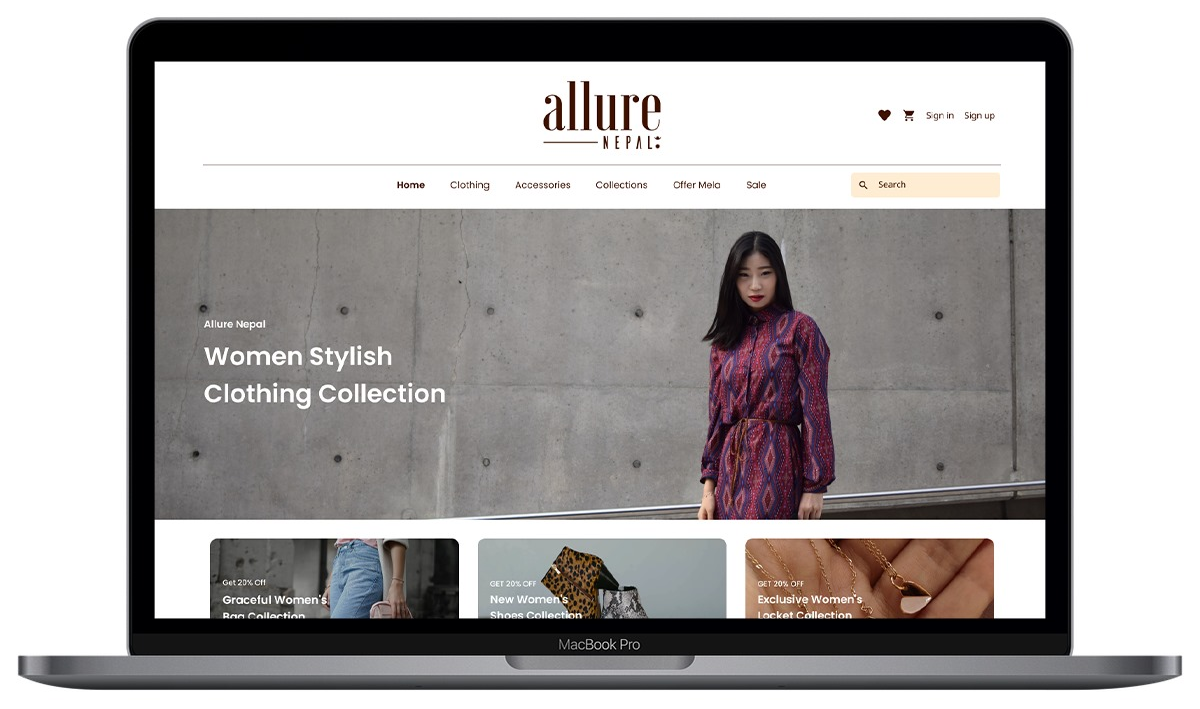 allure
NEPAL
Sign in Sign up
Home Clothing Accessories Collections Offer Mela Sale
Search
Allure Nepal
Women Stylish
Clothing Collection
Get 20% Off
Graceful Women's
Bag Collection
GET 20% OFF
New Women's
Shoes Collection
GET 20% OFF
Exclusive Women's
Locket Collection
MacBook Pro